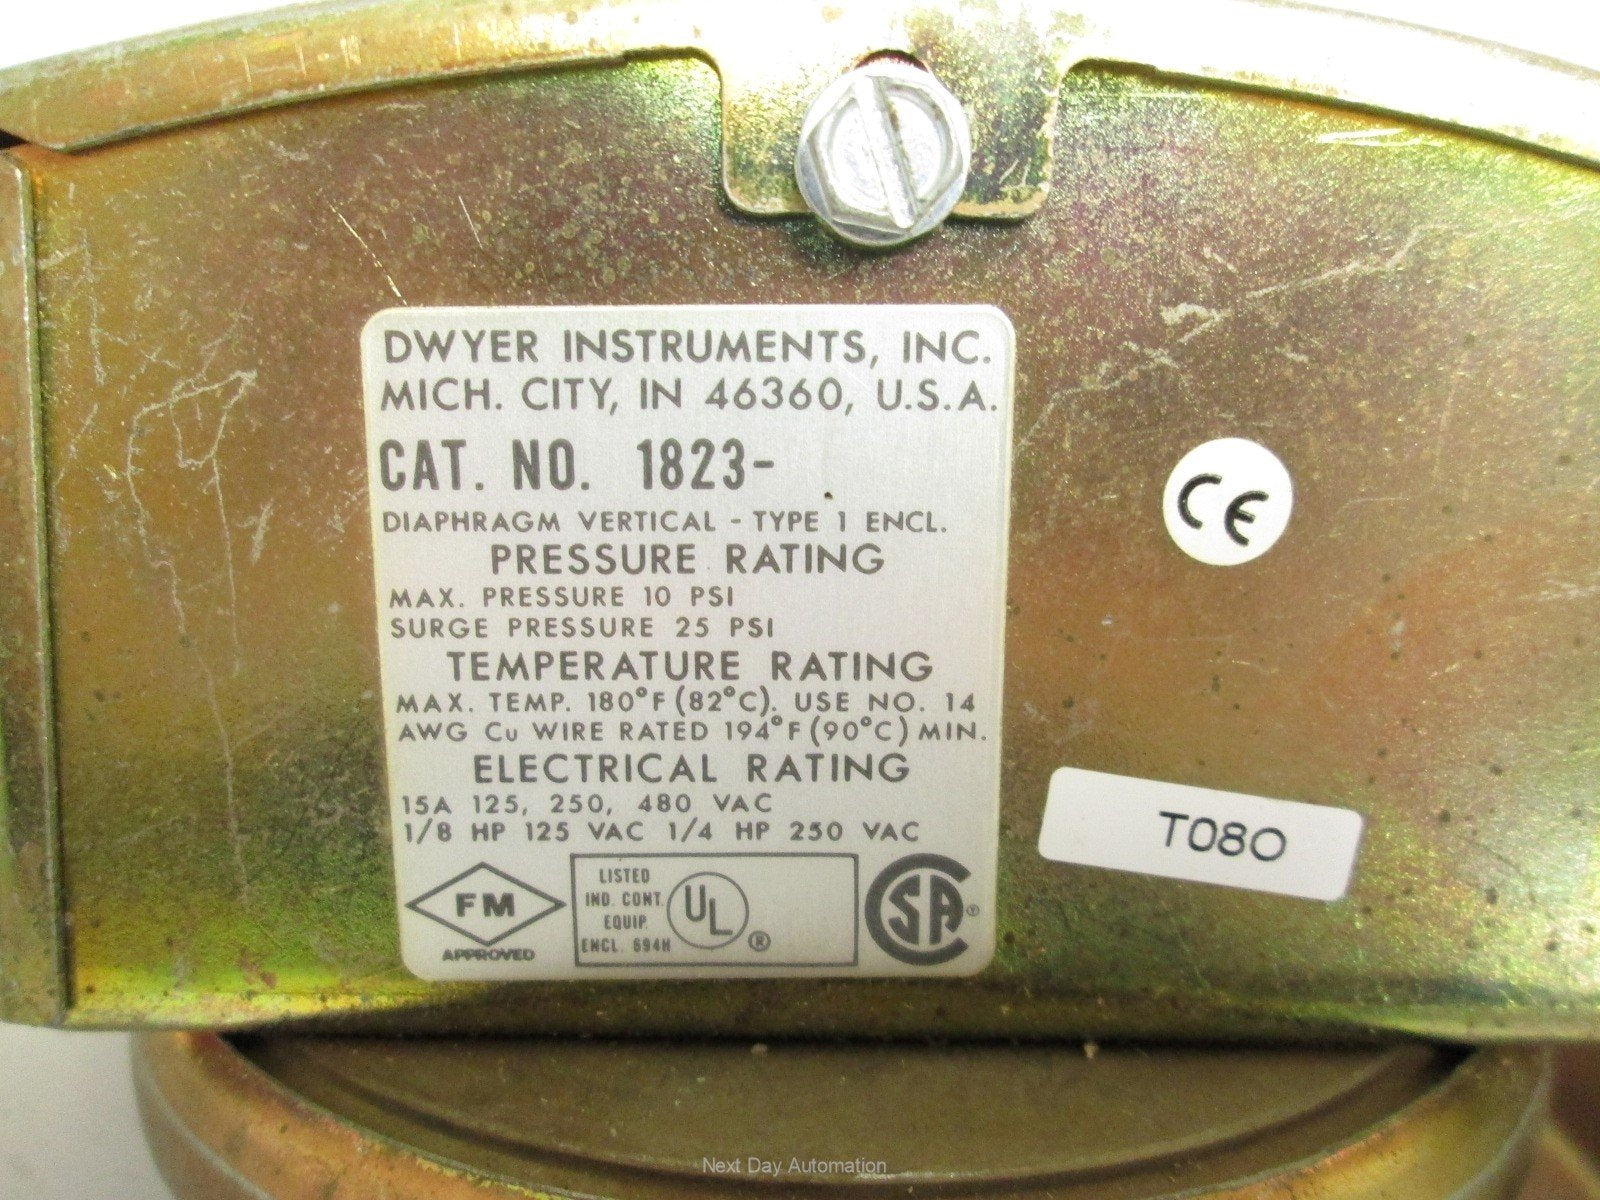 DWYER INSTRUMENTS, INC.
MICH. CITY, IN 46360, U.S.A.
CAT. NO. 1823-
DIAPHRAGM VERTICAL - TYPE 1 ENCL.
PRESSURE RATING
MAX. PRESSURE 10 PSI
SURGE PRESSURE 25 PSI
TEMPERATURE RATING
MAX. TEMP. 180°F (82°C). USE NO. 14
AWG Cu WIRE RATED 194°F (90°C) MIN.
ELECTRICAL RATING
15A 125, 250, 480 VAC
1/8 HP 125 VAC 1/4 HP 250 VAC
FM
APPROVED
LISTED
IND. CONT.
EQUIP.
ENCL. 694H
UL ®
CSA ®
CE
T080
Next Day Automation